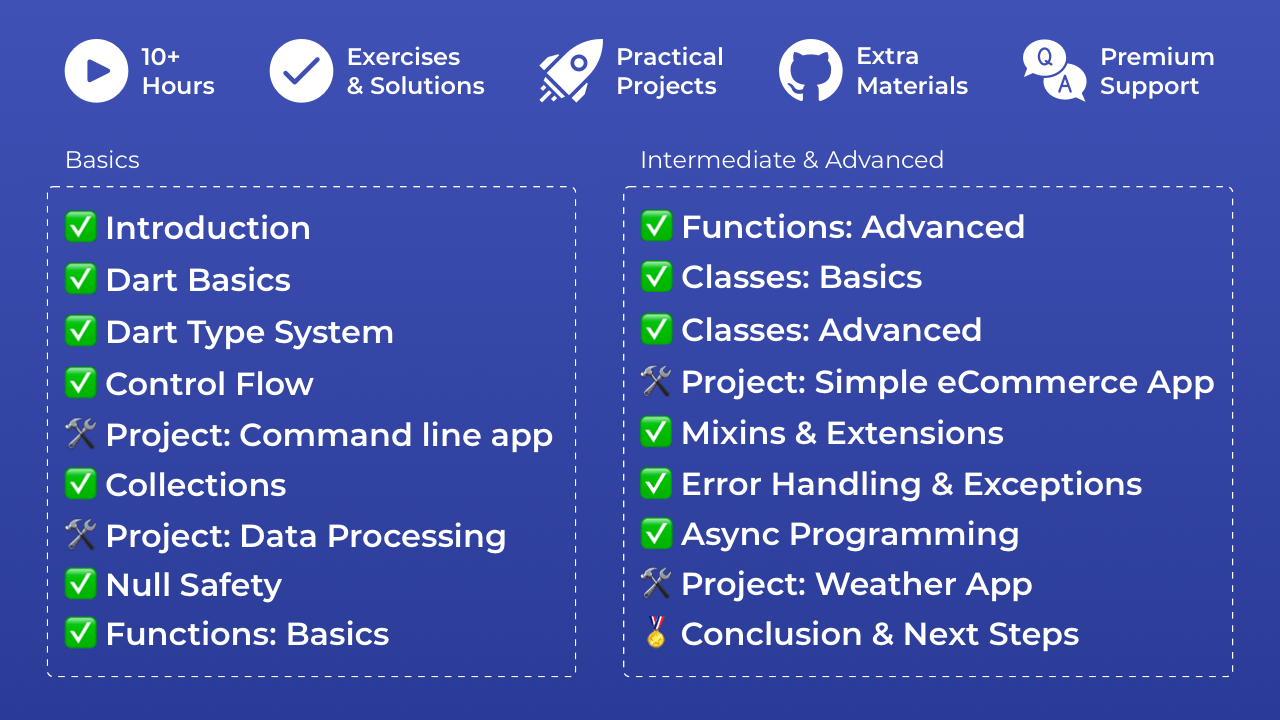 10+
Hours
Exercises
& Solutions
Practical
Projects
Extra
Materials
Q
A
Premium
Support
Basics
✅ Introduction
✅ Dart Basics
✅ Dart Type System
✅ Control Flow
🛠 Project: Command line app
✅ Collections
🛠 Project: Data Processing
✅ Null Safety
✅ Functions: Basics
Intermediate & Advanced
✅ Functions: Advanced
✅ Classes: Basics
✅ Classes: Advanced
🛠 Project: Simple eCommerce App
✅ Mixins & Extensions
✅ Error Handling & Exceptions
✅ Async Programming
🛠 Project: Weather App
🏅 Conclusion & Next Steps